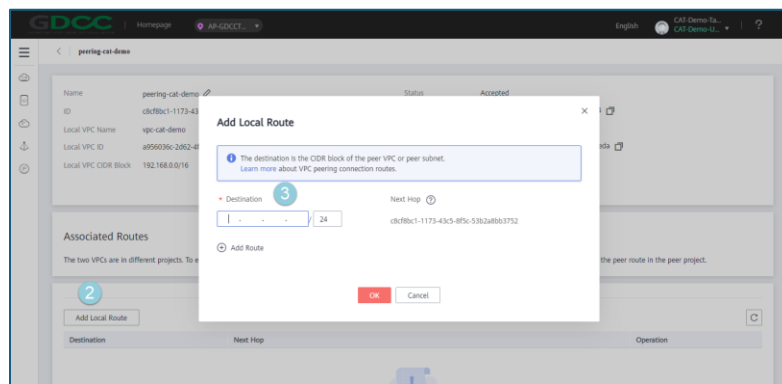 GDCC Homepage AP-GDCCT... English CAT-Demo-Ta...
CAT-Demo-U... ?
peering-cat-demo
Name peering-cat-demo Status Accepted
ID c8cf8bc1-1173-43
Local VPC Name vpc-cat-demo
Local VPC ID a956036c-2d62-4f eda
Local VPC CIDR Block 192.168.0.0/16
Add Local Route
The destination is the CIDR block of the peer VPC or peer subnet.
Learn more about VPC peering connection routes.
3
* Destination Next Hop ?
. . . / 24 c8cf8bc1-1173-43c5-8f5c-53b2a8bb3752
Add Route
OK Cancel
Associated Routes
The two VPCs are in different projects. To e the peer route in the peer project.
2
Add Local Route
Destination Next Hop Operation